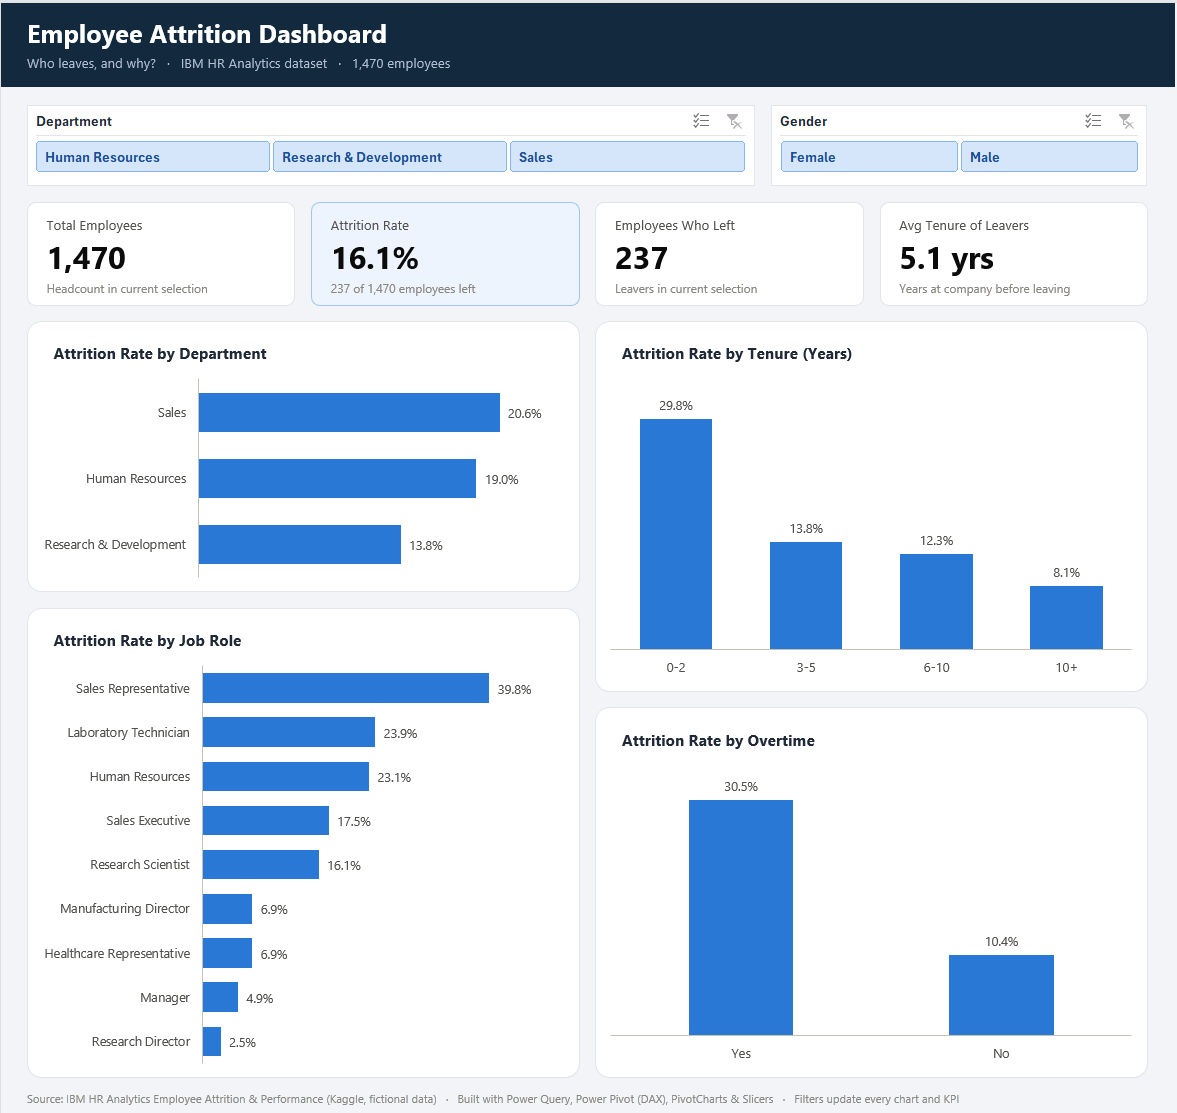 Employee Attrition Dashboard
Who leaves, and why? · IBM HR Analytics dataset · 1,470 employees
Department
Human Resources
Research & Development
Sales
Gender
Female
Male
Total Employees
1,470
Headcount in current selection
Attrition Rate
16.1%
237 of 1,470 employees left
Employees Who Left
237
Leavers in current selection
Avg Tenure of Leavers
5.1 yrs
Years at company before leaving
Attrition Rate by Department
Sales 20.6%
Human Resources 19.0%
Research & Development 13.8%
Attrition Rate by Tenure (Years)
29.8%
13.8%
12.3%
8.1%
0-2 3-5 6-10 10+
Attrition Rate by Job Role
Sales Representative 39.8%
Laboratory Technician 23.9%
Human Resources 23.1%
Sales Executive 17.5%
Research Scientist 16.1%
Manufacturing Director 6.9%
Healthcare Representative 6.9%
Manager 4.9%
Research Director 2.5%
Attrition Rate by Overtime
30.5%
10.4%
Yes No
Source: IBM HR Analytics Employee Attrition & Performance (Kaggle, fictional data) · Built with Power Query, Power Pivot (DAX), PivotCharts & Slicers · Filters update every chart and KPI